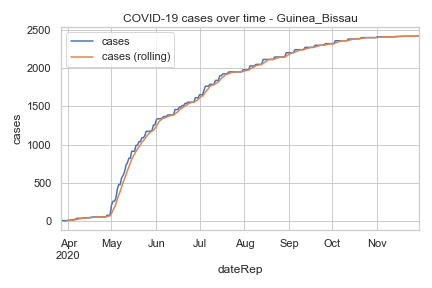 COVID-19 cases over time - Guinea_Bissau
cases
cases (rolling)
2500
2000
1500
1000
500
0
cases
Apr May Jun Jul Aug Sep Oct Nov
2020
dateRep